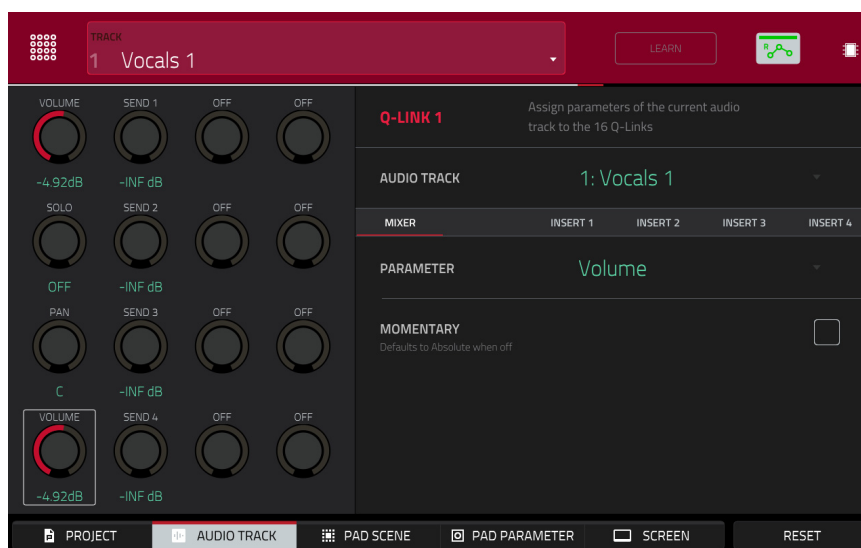 TRACK
1 Vocals 1
LEARN
R
VOLUME SEND 1 OFF OFF
-4.92dB -INF dB
SOLO SEND 2 OFF OFF
OFF -INF dB
PAN SEND 3 OFF OFF
C -INF dB
VOLUME SEND 4 OFF OFF
-4.92dB -INF dB
Q-LINK 1
Assign parameters of the current audio
track to the 16 Q-Links
AUDIO TRACK 1: Vocals 1
MIXER INSERT 1 INSERT 2 INSERT 3 INSERT 4
PARAMETER Volume
MOMENTARY
Defaults to Absolute when off
PROJECT AUDIO TRACK PAD SCENE PAD PARAMETER SCREEN RESET